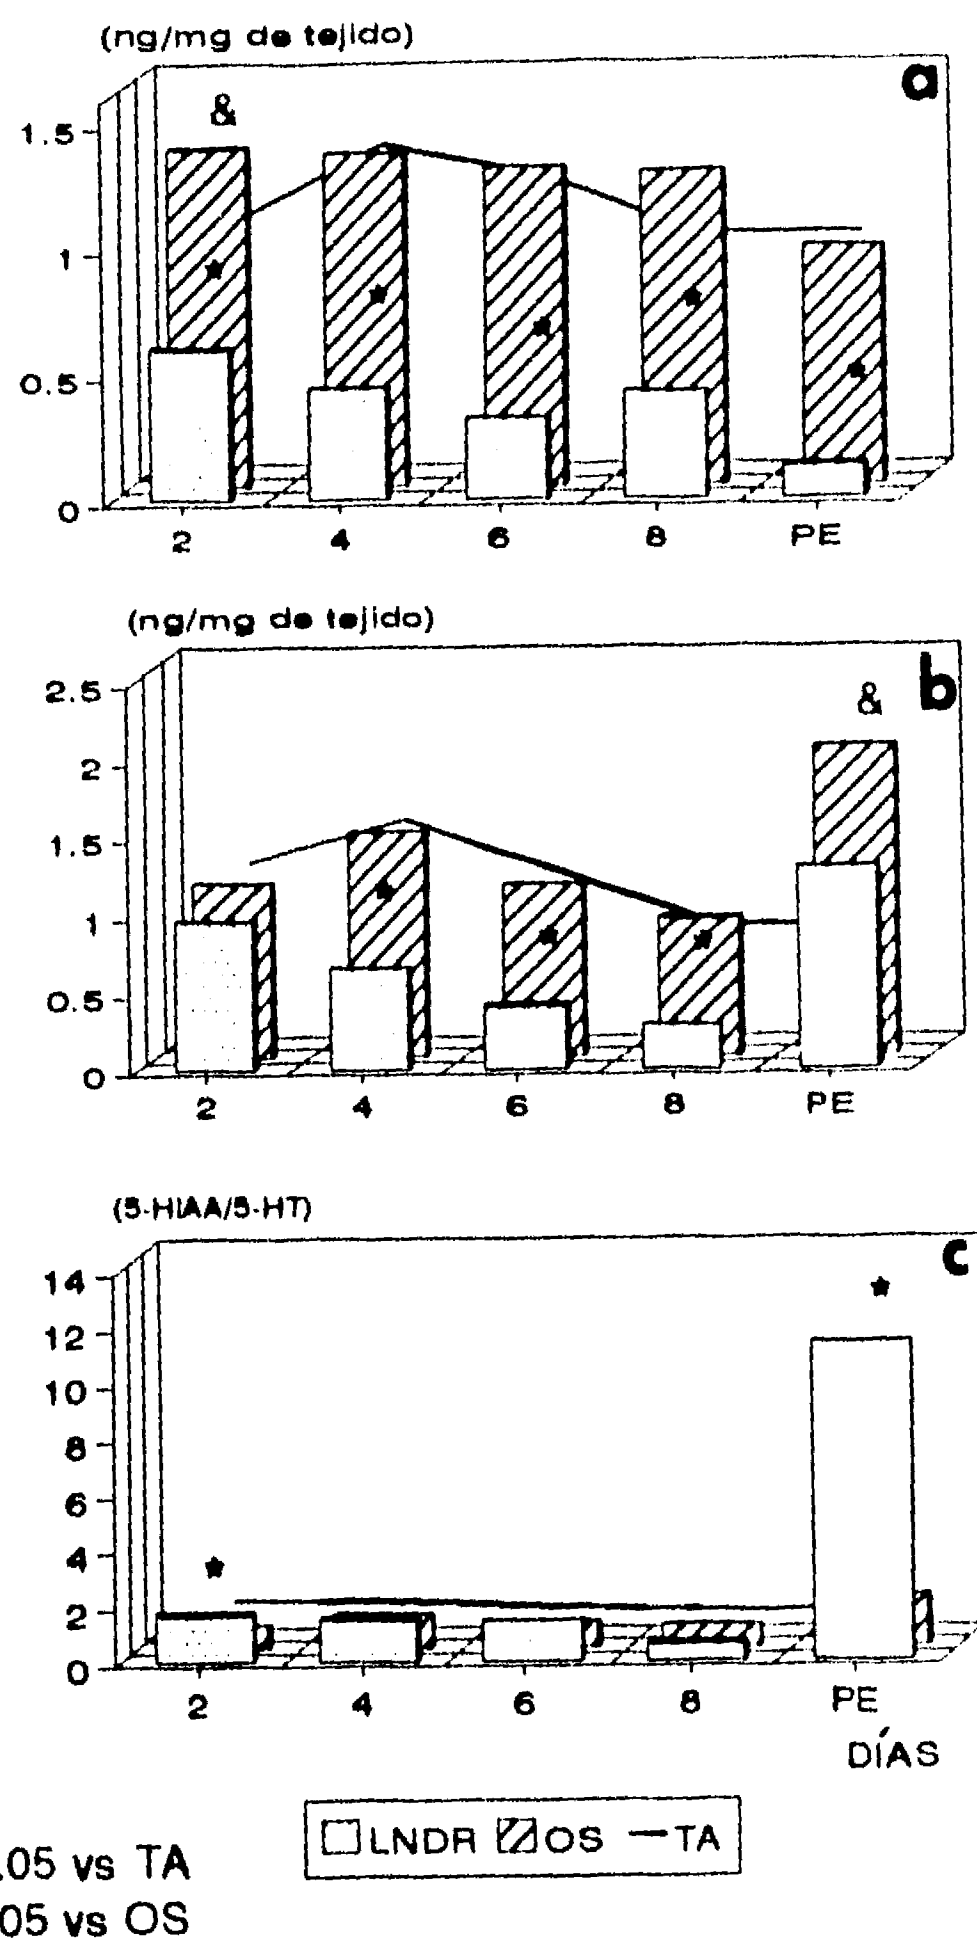 (ng/mg de tejido)
a
&
1.5
1
0.5
0
2 4 6 8 PE
(ng/mg de tejido)
b
&
2.5
2
1.5
1
0.5
0
2 4 6 8 PE
(5-HIAA/5-HT)
c
14
12
10
8
6
4
2
0
2 4 6 8 PE
DÍAS
LNDR OS TA
.05 vs TA
05 vs OS